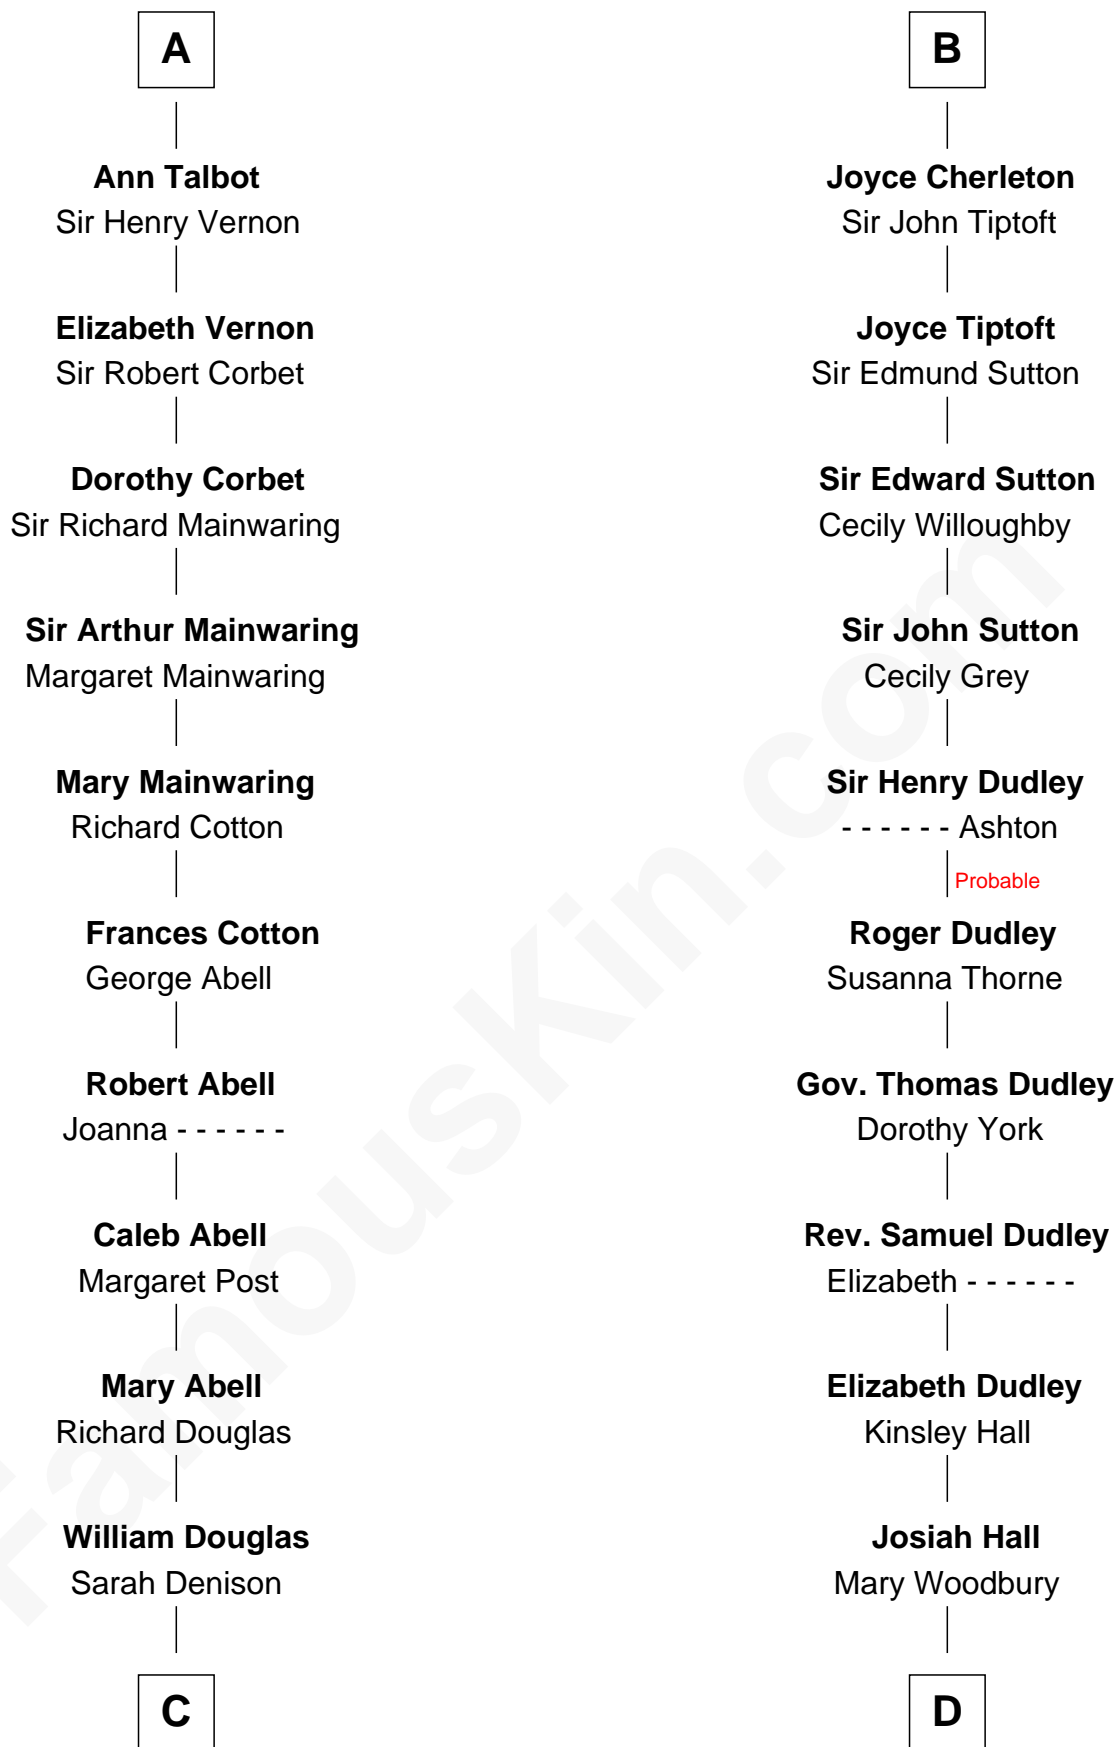 A
Ann Talbot
Sir Henry Vernon
Elizabeth Vernon
Sir Robert Corbet
Dorothy Corbet
Sir Richard Mainwaring
Sir Arthur Mainwaring
Margaret Mainwaring
Mary Mainwaring
Richard Cotton
Frances Cotton
George Abell
Robert Abell
Joanna - - - - - -
Caleb Abell
Margaret Post
Mary Abell
Richard Douglas
William Douglas
Sarah Denison
C
B
Joyce Cherleton
Sir John Tiptoft
Joyce Tiptoft
Sir Edmund Sutton
Sir Edward Sutton
Cecily Willoughby
Sir John Sutton
Cecily Grey
Sir Henry Dudley
- - - - - - Ashton
Probable
Roger Dudley
Susanna Thorne
Gov. Thomas Dudley
Dorothy York
Rev. Samuel Dudley
Elizabeth - - - - - -
Elizabeth Dudley
Kinsley Hall
Josiah Hall
Mary Woodbury
D
FamousKin.com